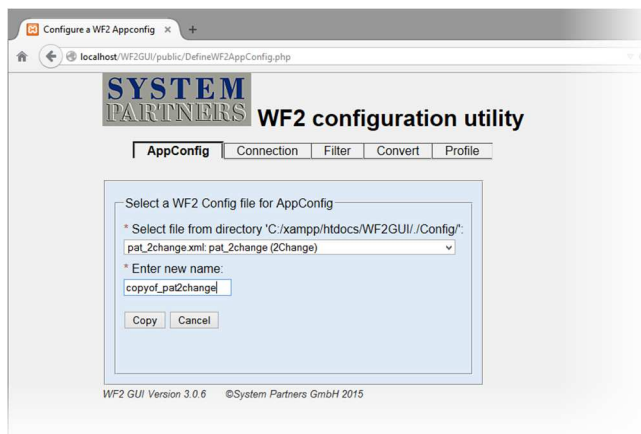 Configure a WF2 Appconfig × +
localhost/WF2GUI/public/DefineWF2AppConfig.php
SYSTEM
PARTNERS WF2 configuration utility
AppConfig Connection Filter Convert Profile
Select a WF2 Config file for AppConfig
* Select file from directory 'C:/xampp/htdocs/WF2GUI/./Config/':
pat_2change.xml: pat_2change (2Change)
* Enter new name:
copyof_pat2change
Copy Cancel
WF2 GUI Version 3.0.6 ©System Partners GmbH 2015